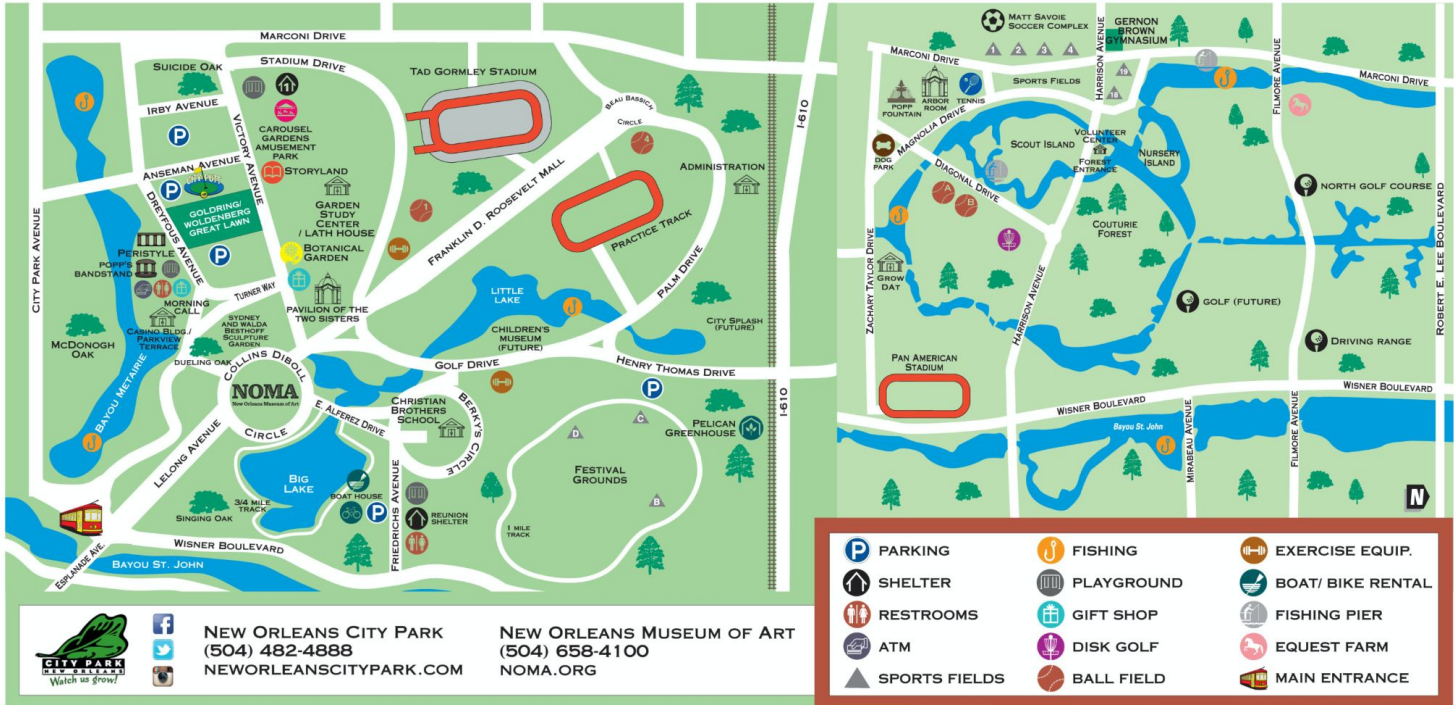 MARCONI DRIVE
SUICIDE OAK
STADIUM DRIVE
TAD GORMLEY STADIUM
IRBY AVENUE
P
1
VICTORY AVENUE
CAROUSEL
GARDENS
AMUSEMENT
PARK
BEAU BASSICH
CIRCLE
4
I-610
ANSEMAN AVENUE
P
CITY PUTT
STORYLAND
ADMINISTRATION
GOLDRING/
WOLDENBERG
GREAT LAWN
GARDEN
STUDY
CENTER
/ LATH HOUSE
1
FRANKLIN D. ROOSEVELT MALL
PRACTICE TRACK
CITY PARK AVENUE
DREYFOUS AVENUE
PERISTYLE
POPP'S
BANDSTAND
P
BOTANICAL
GARDEN
PALM DRIVE
TURNER WAY
MORNING
CALL
CASINO BLDG./
PARKVIEW
TERRACE
PAVILION OF THE
TWO SISTERS
LITTLE
LAKE
CHILDREN'S
MUSEUM
(FUTURE)
CITY SPLASH
(FUTURE)
MCDONOGH
OAK
SYDNEY
AND WALDA
BESTHOFF
SCULPTURE
GARDEN
DUELING OAK
COLLINS DIBOLL
CIRCLE
NOMA
New Orleans Museum of Art
GOLF DRIVE
HENRY THOMAS DRIVE
P
BAYOU METAIRIE
I-610
E. ALFEREZ DRIVE
CHRISTIAN
BROTHERS
SCHOOL
BERKY'S CIRCLE
C
D
B
PELICAN
GREENHOUSE
LELONG AVENUE
FESTIVAL
GROUNDS
BIG
LAKE
3/4 MILE
TRACK
SINGING OAK
BOAT HOUSE
P
FRIEDRICHS AVENUE
REUNION
SHELTER
1 MILE
TRACK
WISNER BOULEVARD
ESPLANADE AVE.
BAYOU ST. JOHN
MATT SAVOIE
SOCCER COMPLEX
1
2
3
4
HARRISON AVENUE
GERNON
BROWN
GYMNASIUM
MARCONI DRIVE
SPORTS FIELDS
19
18
FILMORE AVENUE
MARCONI DRIVE
POPP
FOUNTAIN
ARBOR
ROOM
TENNIS
MAGNOLIA DRIVE
DOG
PARK
SCOUT ISLAND
VOLUNTEER
CENTER
FOREST
ENTRANCE
NURSERY
ISLAND
DIAGONAL DRIVE
A
B
NORTH GOLF COURSE
COUTURIE
FOREST
ZACHARY TAYLOR DRIVE
GROW
DAT
HARRISON AVENUE
GOLF (FUTURE)
DRIVING RANGE
ROBERT E. LEE BOULEVARD
PAN AMERICAN
STADIUM
WISNER BOULEVARD
WISNER BOULEVARD
Bayou St. John
MIRABEAU AVENUE
FILMORE AVENUE
N
P PARKING
SHELTER
RESTROOMS
ATM
SPORTS FIELDS
FISHING
PLAYGROUND
GIFT SHOP
DISK GOLF
BALL FIELD
EXERCISE EQUIP.
BOAT/ BIKE RENTAL
FISHING PIER
EQUEST FARM
MAIN ENTRANCE
CITY PARK
NEW ORLEANS
Watch us grow!
NEW ORLEANS CITY PARK
(504) 482-4888
NEWORLEANSCITYPARK.COM
NEW ORLEANS MUSEUM OF ART
(504) 658-4100
NOMA.ORG